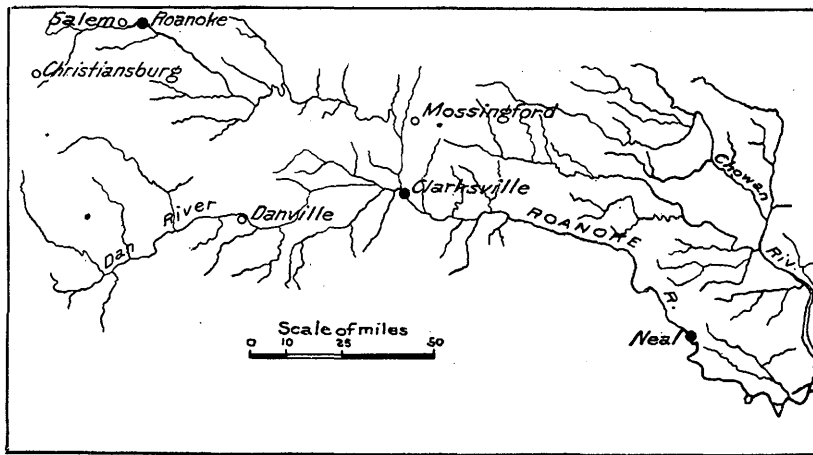 Salem Roanoke
Christiansburg
Mossingford
Chowan
Clarksville
Dan River Danville
ROANOKE R.
Riv.
Scale of miles
0 10 25 50
Neal